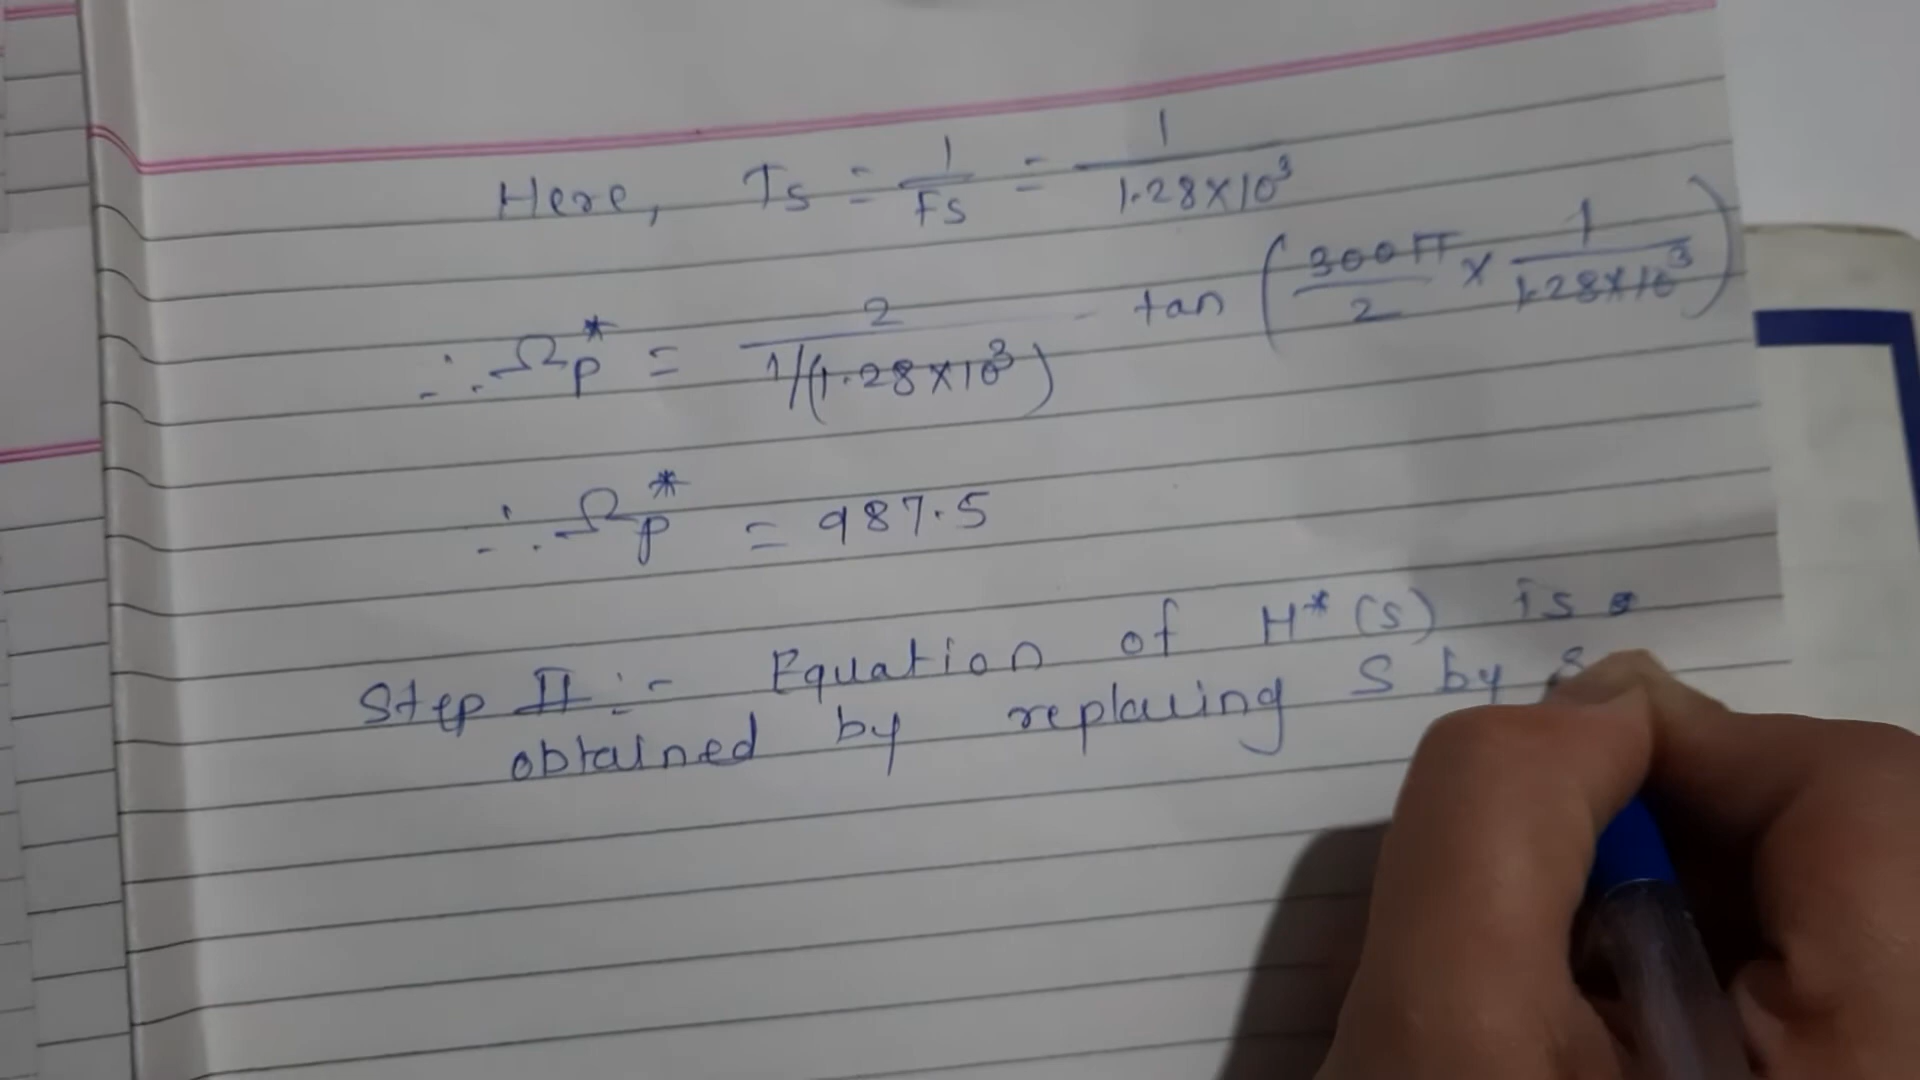 Here, Ts = 1/Fs = 1/1.28×10³
∴ Ωp* = 2/1/(1.28×10³) · tan (300π/2 × 1/1.28×10³)
∴ Ωp* = 987.5
Step II :- Equation of H*(s) is
obtained by replacing S by